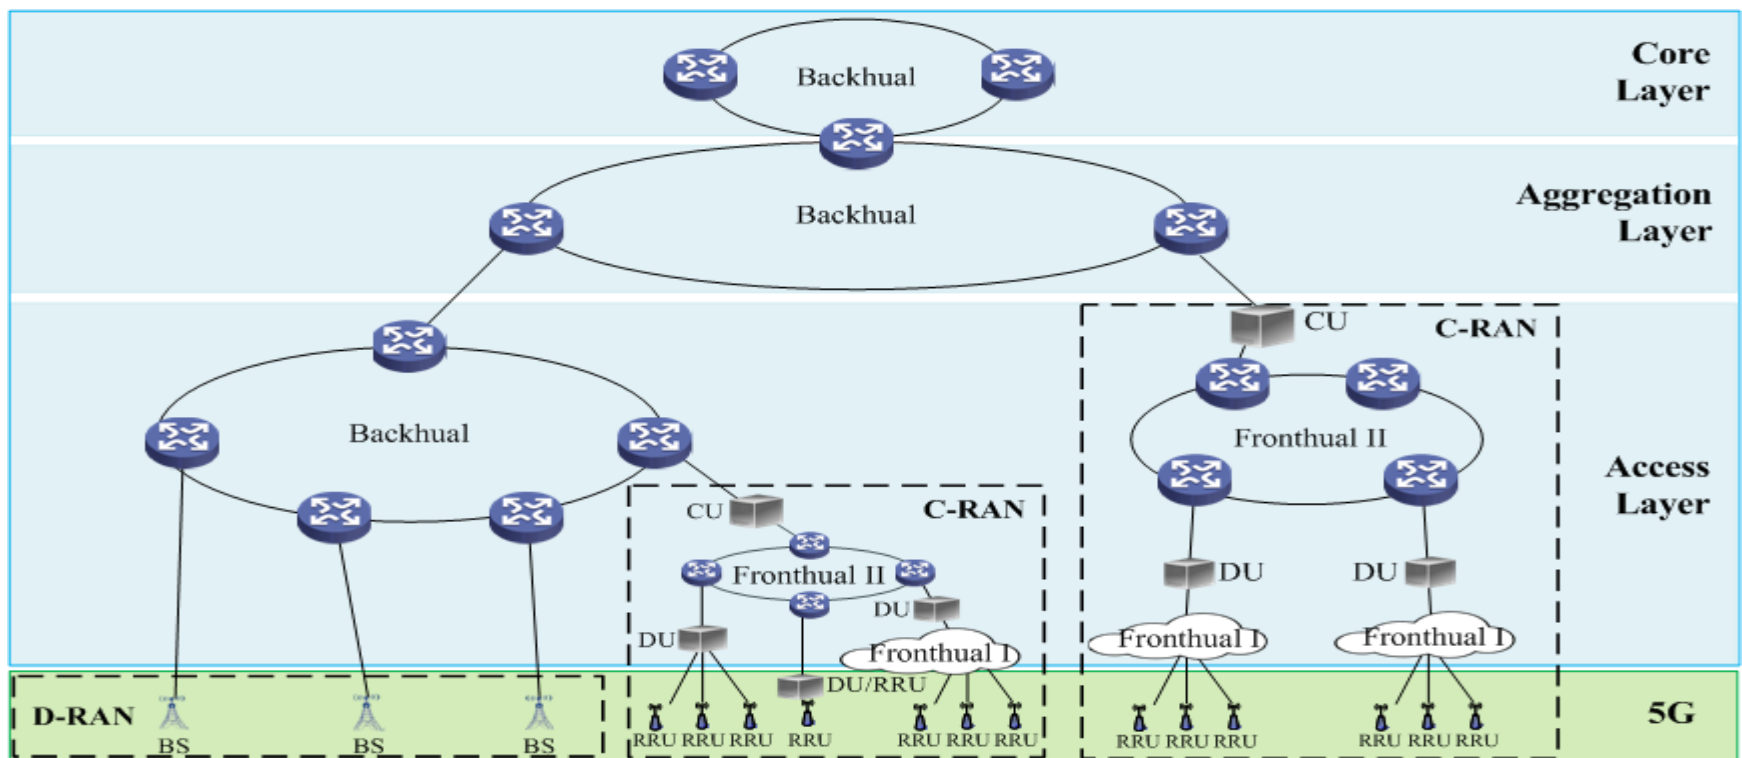 Core
Layer
Backhual
Aggregation
Layer
Backhual
CU
C-RAN
Backhual
Fronthual II
Access
Layer
CU
C-RAN
Fronthual II
DU
DU
DU
DU
Fronthual I
Fronthual I
Fronthual I
DU/RRU
D-RAN
5G
BS
BS
BS
RRU
RRU
RRU
RRU
RRU
RRU
RRU
RRU
RRU
RRU
RRU
RRU
RRU